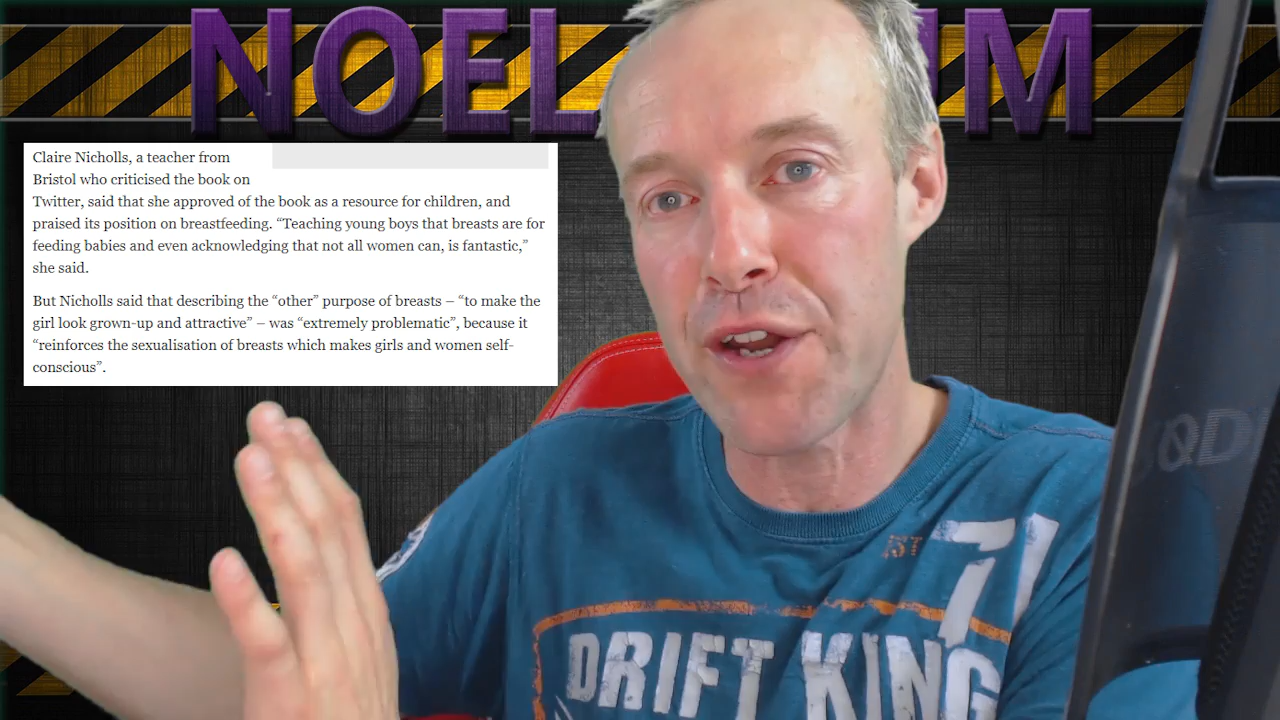 NOEL
UM
Claire Nicholls, a teacher from
Bristol who criticised the book on
Twitter, said that she approved of the book as a resource for children, and
praised its position on breastfeeding. “Teaching young boys that breasts are for
feeding babies and even acknowledging that not all women can, is fantastic,”
she said.
But Nicholls said that describing the “other” purpose of breasts – “to make the
girl look grown-up and attractive” – was “extremely problematic”, because it
“reinforces the sexualisation of breasts which makes girls and women self-
conscious”.
71
DRIFT KING